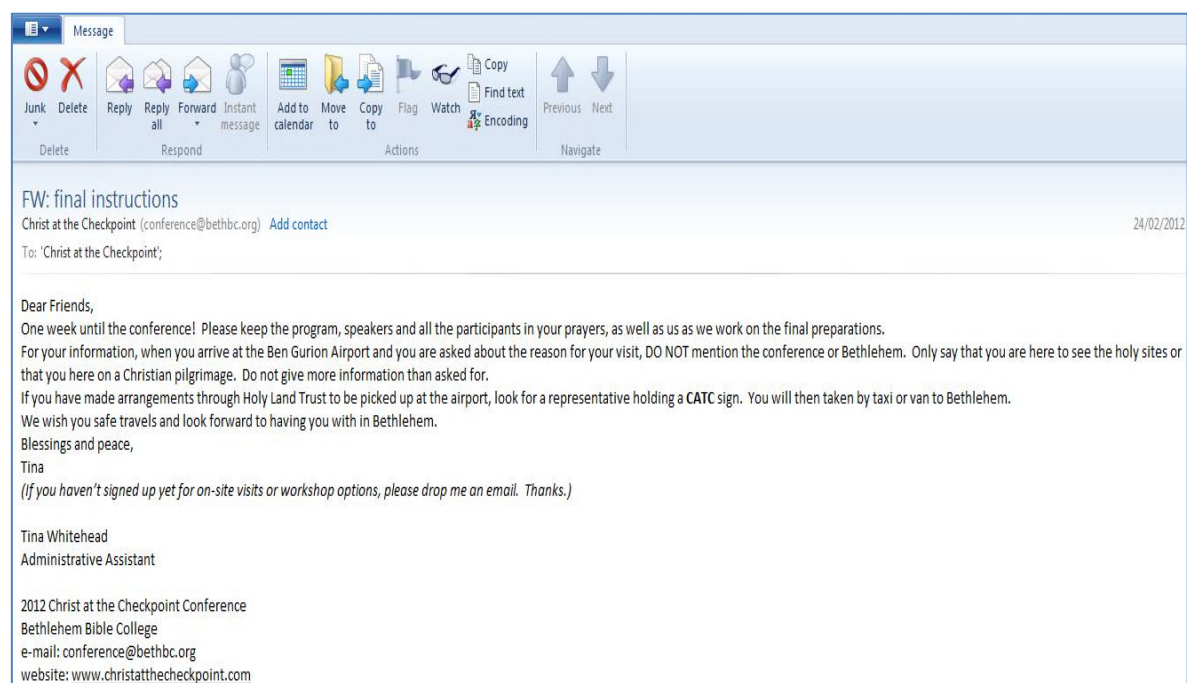 Message
Junk
Delete
Reply
Reply all
Forward
Instant message
Add to calendar
Move to
Copy to
Flag
Watch
Copy
Find text
Encoding
Previous
Next
Delete
Respond
Actions
Navigate
FW: final instructions
Christ at the Checkpoint (conference@bethbc.org) Add contact
24/02/2012
To: 'Christ at the Checkpoint';
Dear Friends,
One week until the conference! Please keep the program, speakers and all the participants in your prayers, as well as us as we work on the final preparations.
For your information, when you arrive at the Ben Gurion Airport and you are asked about the reason for your visit, DO NOT mention the conference or Bethlehem. Only say that you are here to see the holy sites or
that you here on a Christian pilgrimage. Do not give more information than asked for.
If you have made arrangements through Holy Land Trust to be picked up at the airport, look for a representative holding a CATC sign. You will then taken by taxi or van to Bethlehem.
We wish you safe travels and look forward to having you with in Bethlehem.
Blessings and peace,
Tina
(If you haven't signed up yet for on-site visits or workshop options, please drop me an email. Thanks.)
Tina Whitehead
Administrative Assistant
2012 Christ at the Checkpoint Conference
Bethlehem Bible College
e-mail: conference@bethbc.org
website: www.christatthecheckpoint.com